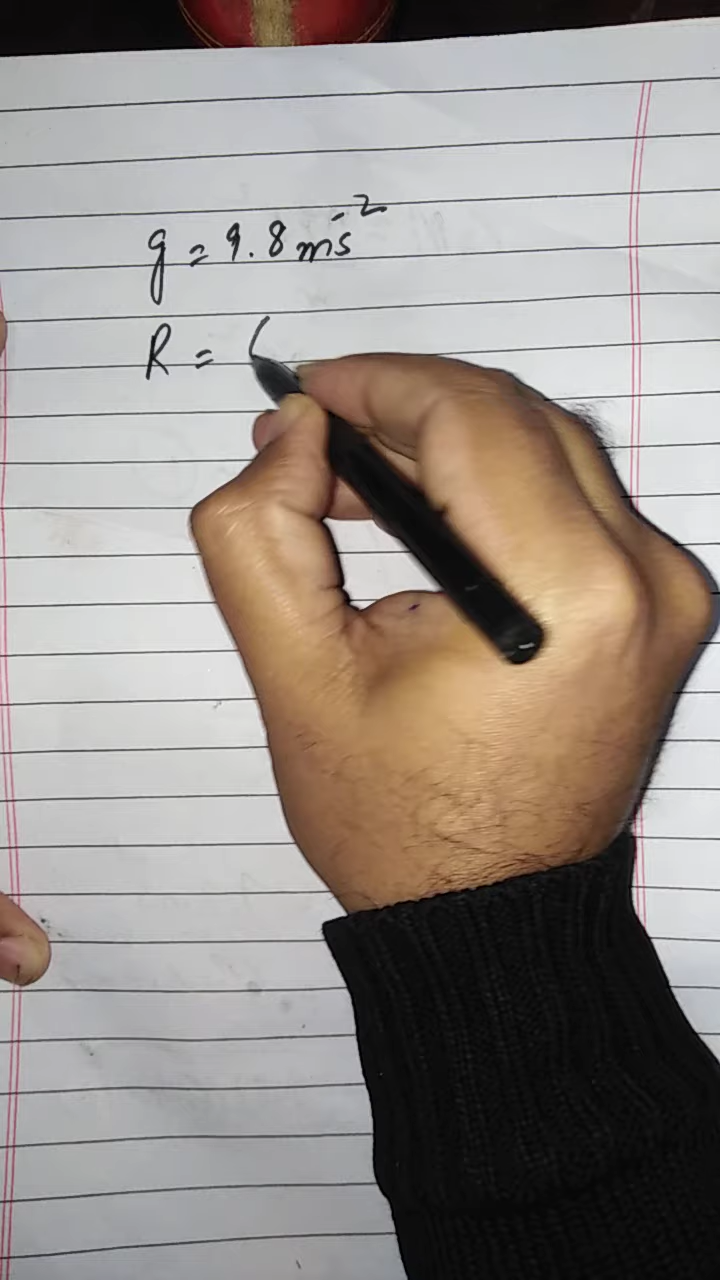 g = 9.8 ms⁻²
R =